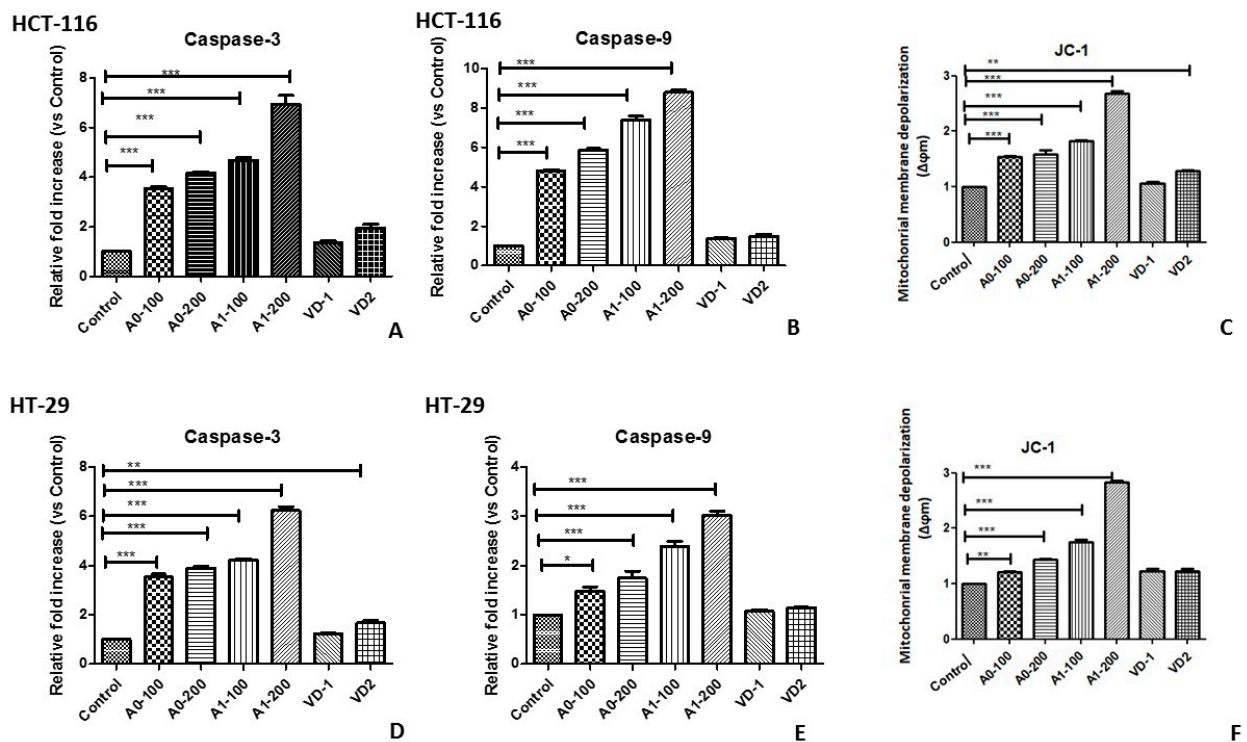 HCT-116
Caspase-3
Relative fold increase (vs Control)
8
6
4
2
0
***
***
***
***
Control
A0-100
A0-200
A1-100
A1-200
VD-1
VD2
A
HCT-116
Caspase-9
Relative fold increase (vs Control)
10
8
6
4
2
0
***
***
***
***
Control
A0-100
A0-200
A1-100
A1-200
VD-1
VD2
B
JC-1
Mitochonrial membrane depolarization
(Δφm)
3
2
1
0
**
***
***
***
***
Control
A0-100
A0-200
A1-100
A1-200
VD-1
VD2
C
HT-29
Caspase-3
Relative fold increase (vs Control)
8
6
4
2
0
**
***
***
***
***
Control
A0-100
A0-200
A1-100
A1-200
VD-1
VD2
D
HT-29
Caspase-9
Relative fold increase (vs Control)
4
3
2
1
0
***
***
***
*
Control
A0-100
A0-200
A1-100
A1-200
VD-1
VD2
E
JC-1
Mitochonrial membrane depolarization
(Δφm)
3
2
1
0
***
***
***
**
Control
A0-100
A0-200
A1-100
A1-200
VD-1
VD2
F